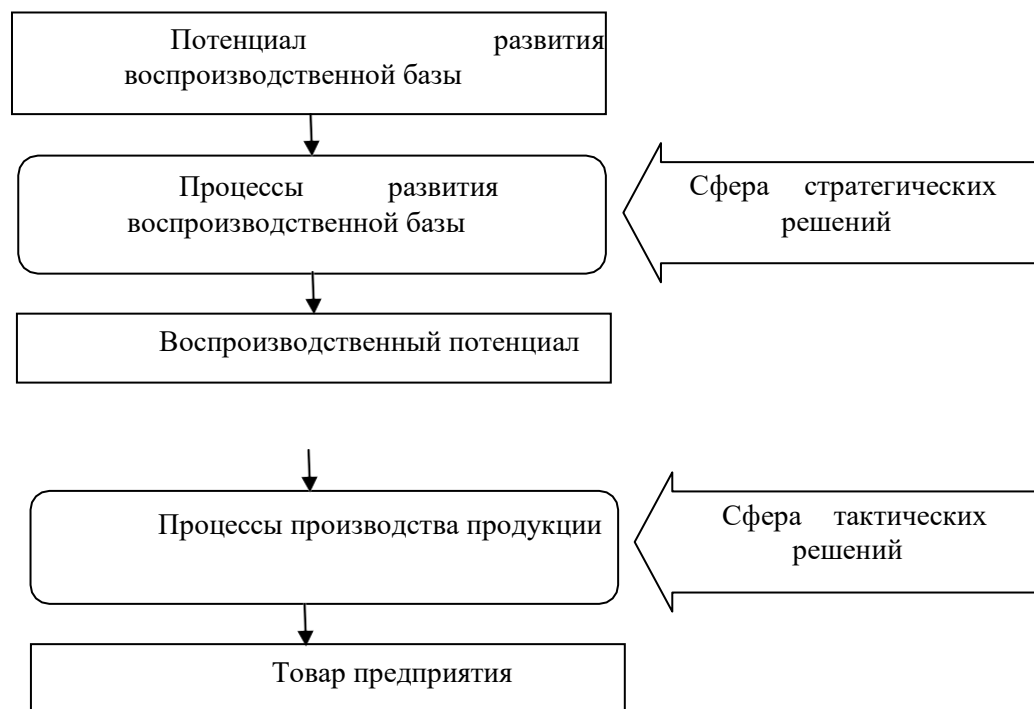 Потенциал развития
воспроизводственной базы
Процессы развития
воспроизводственной базы
Сфера стратегических
решений
Воспроизводственный потенциал
Процессы производства продукции
Сфера тактических
решений
Товар предприятия